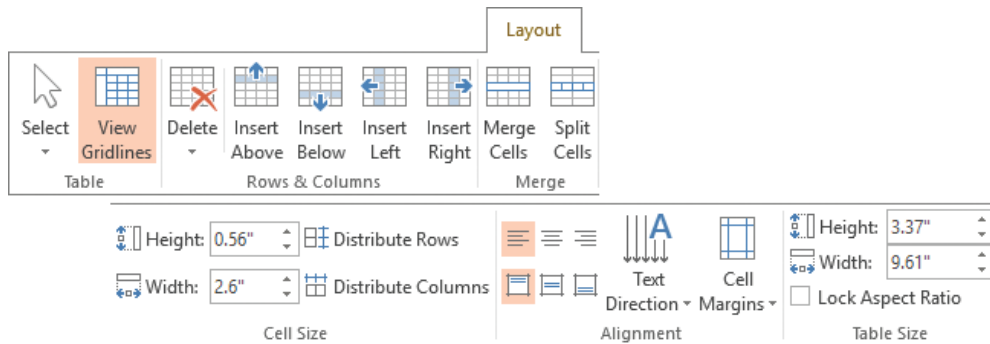 Layout
Select View Gridlines Delete Insert Above Insert Below Insert Left Insert Right Merge Cells Split Cells
Table Rows & Columns Merge
Height: 0.56" Distribute Rows
Width: 2.6" Distribute Columns
Cell Size
A
Text Direction Cell Margins
Alignment
Height: 3.37"
Width: 9.61"
Lock Aspect Ratio
Table Size